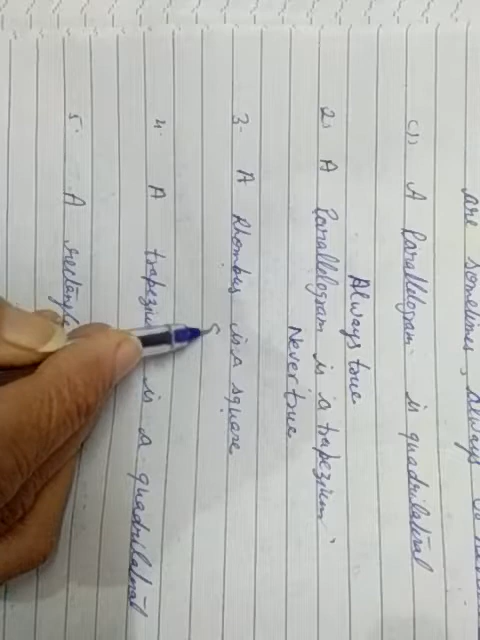 are sometimes, always
(1) A Parallelogram is quadrilateral
Always true
2) A Parallelogram is a trapezium.
Never true
3. A Rhombus is a square
S
4. A trapeziu is a quadrilateral
5. A rectangle